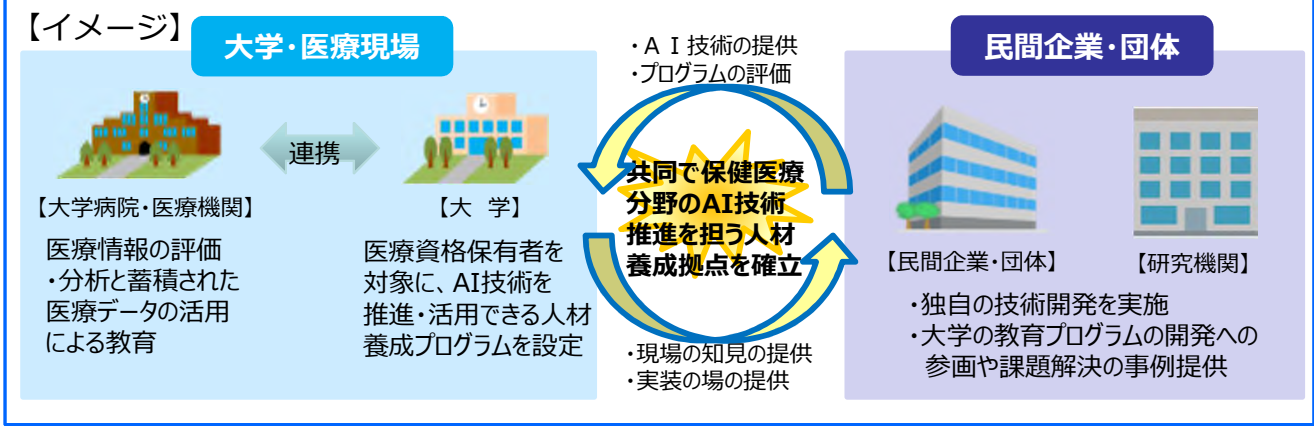 【イメージ】
大学・医療現場
連携
【大学病院・医療機関】
医療情報の評価
・分析と蓄積された
医療データの活用
による教育
【大 学】
医療資格保有者を
対象に、AI技術を
推進・活用できる人材
養成プログラムを設定
・ＡＩ技術の提供
・プログラムの評価
共同で保健医療
分野のAI技術
推進を担う人材
養成拠点を確立
・現場の知見の提供
・実装の場の提供
民間企業・団体
【民間企業・団体】
【研究機関】
・独自の技術開発を実施
・大学の教育プログラムの開発への
参画や課題解決の事例提供